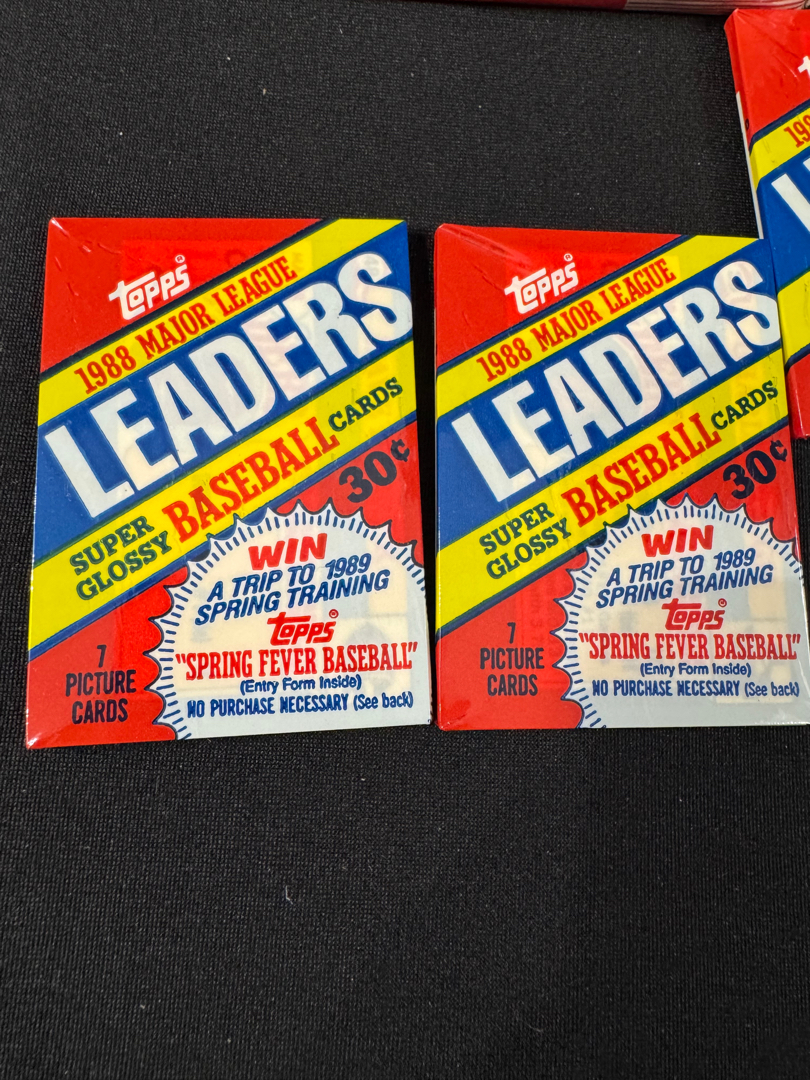 Topps®
1988 MAJOR LEAGUE
LEADERS
SUPER GLOSSY BASEBALL CARDS
30¢
WIN
A TRIP TO 1989
SPRING TRAINING
Topps®
"SPRING FEVER BASEBALL"
(Entry Form Inside)
NO PURCHASE NECESSARY (See back)
7
PICTURE
CARDS
Topps®
1988 MAJOR LEAGUE
LEADERS
SUPER GLOSSY BASEBALL CARDS
30¢
WIN
A TRIP TO 1989
SPRING TRAINING
Topps®
"SPRING FEVER BASEBALL"
(Entry Form Inside)
NO PURCHASE NECESSARY (See back)
7
PICTURE
CARDS